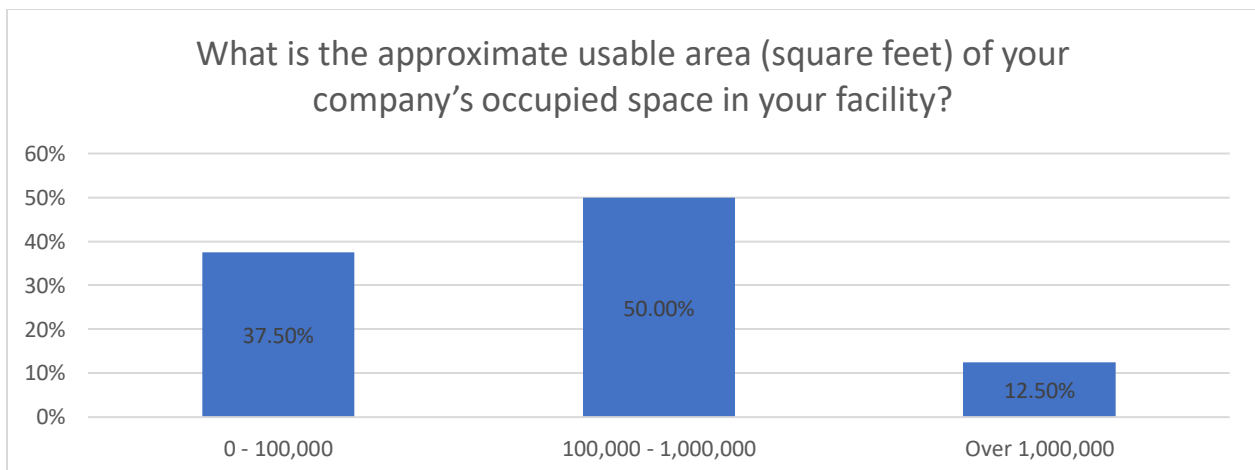 What is the approximate usable area (square feet) of your
company’s occupied space in your facility?
60%
50%
40%
30%
20%
10%
0%
37.50%
50.00%
12.50%
0 - 100,000
100,000 - 1,000,000
Over 1,000,000